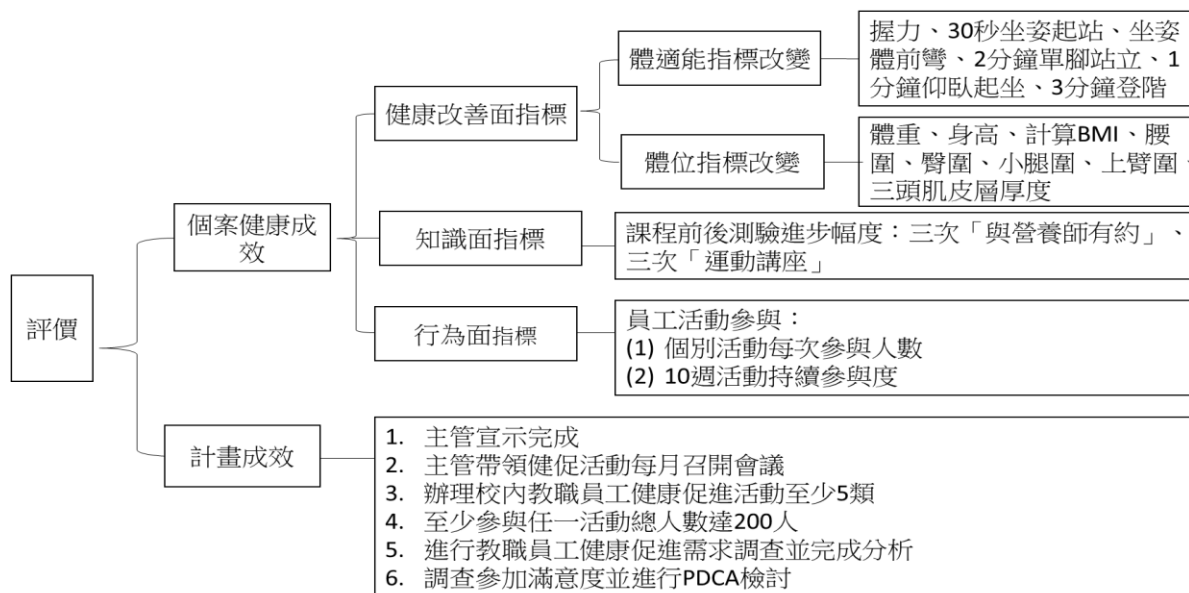 評價
個案健康成
效
健康改善面指標
體適能指標改變
握力、30秒坐姿起站、坐姿
體前彎、2分鐘單腳站立、1
分鐘仰臥起坐、3分鐘登階
體位指標改變
體重、身高、計算BMI、腰
圍、臀圍、小腿圍、上臂圍、
三頭肌皮層厚度
知識面指標
課程前後測驗進步幅度：三次「與營養師有約」、
三次「運動講座」
行為面指標
員工活動參與：
(1) 個別活動每次參與人數
(2) 10週活動持續參與度
計畫成效
1. 主管宣示完成
2. 主管帶領健促活動每月召開會議
3. 辦理校內教職員工健康促進活動至少5類
4. 至少參與任一活動總人數達200人
5. 進行教職員工健康促進需求調查並完成分析
6. 調查參加滿意度並進行PDCA檢討